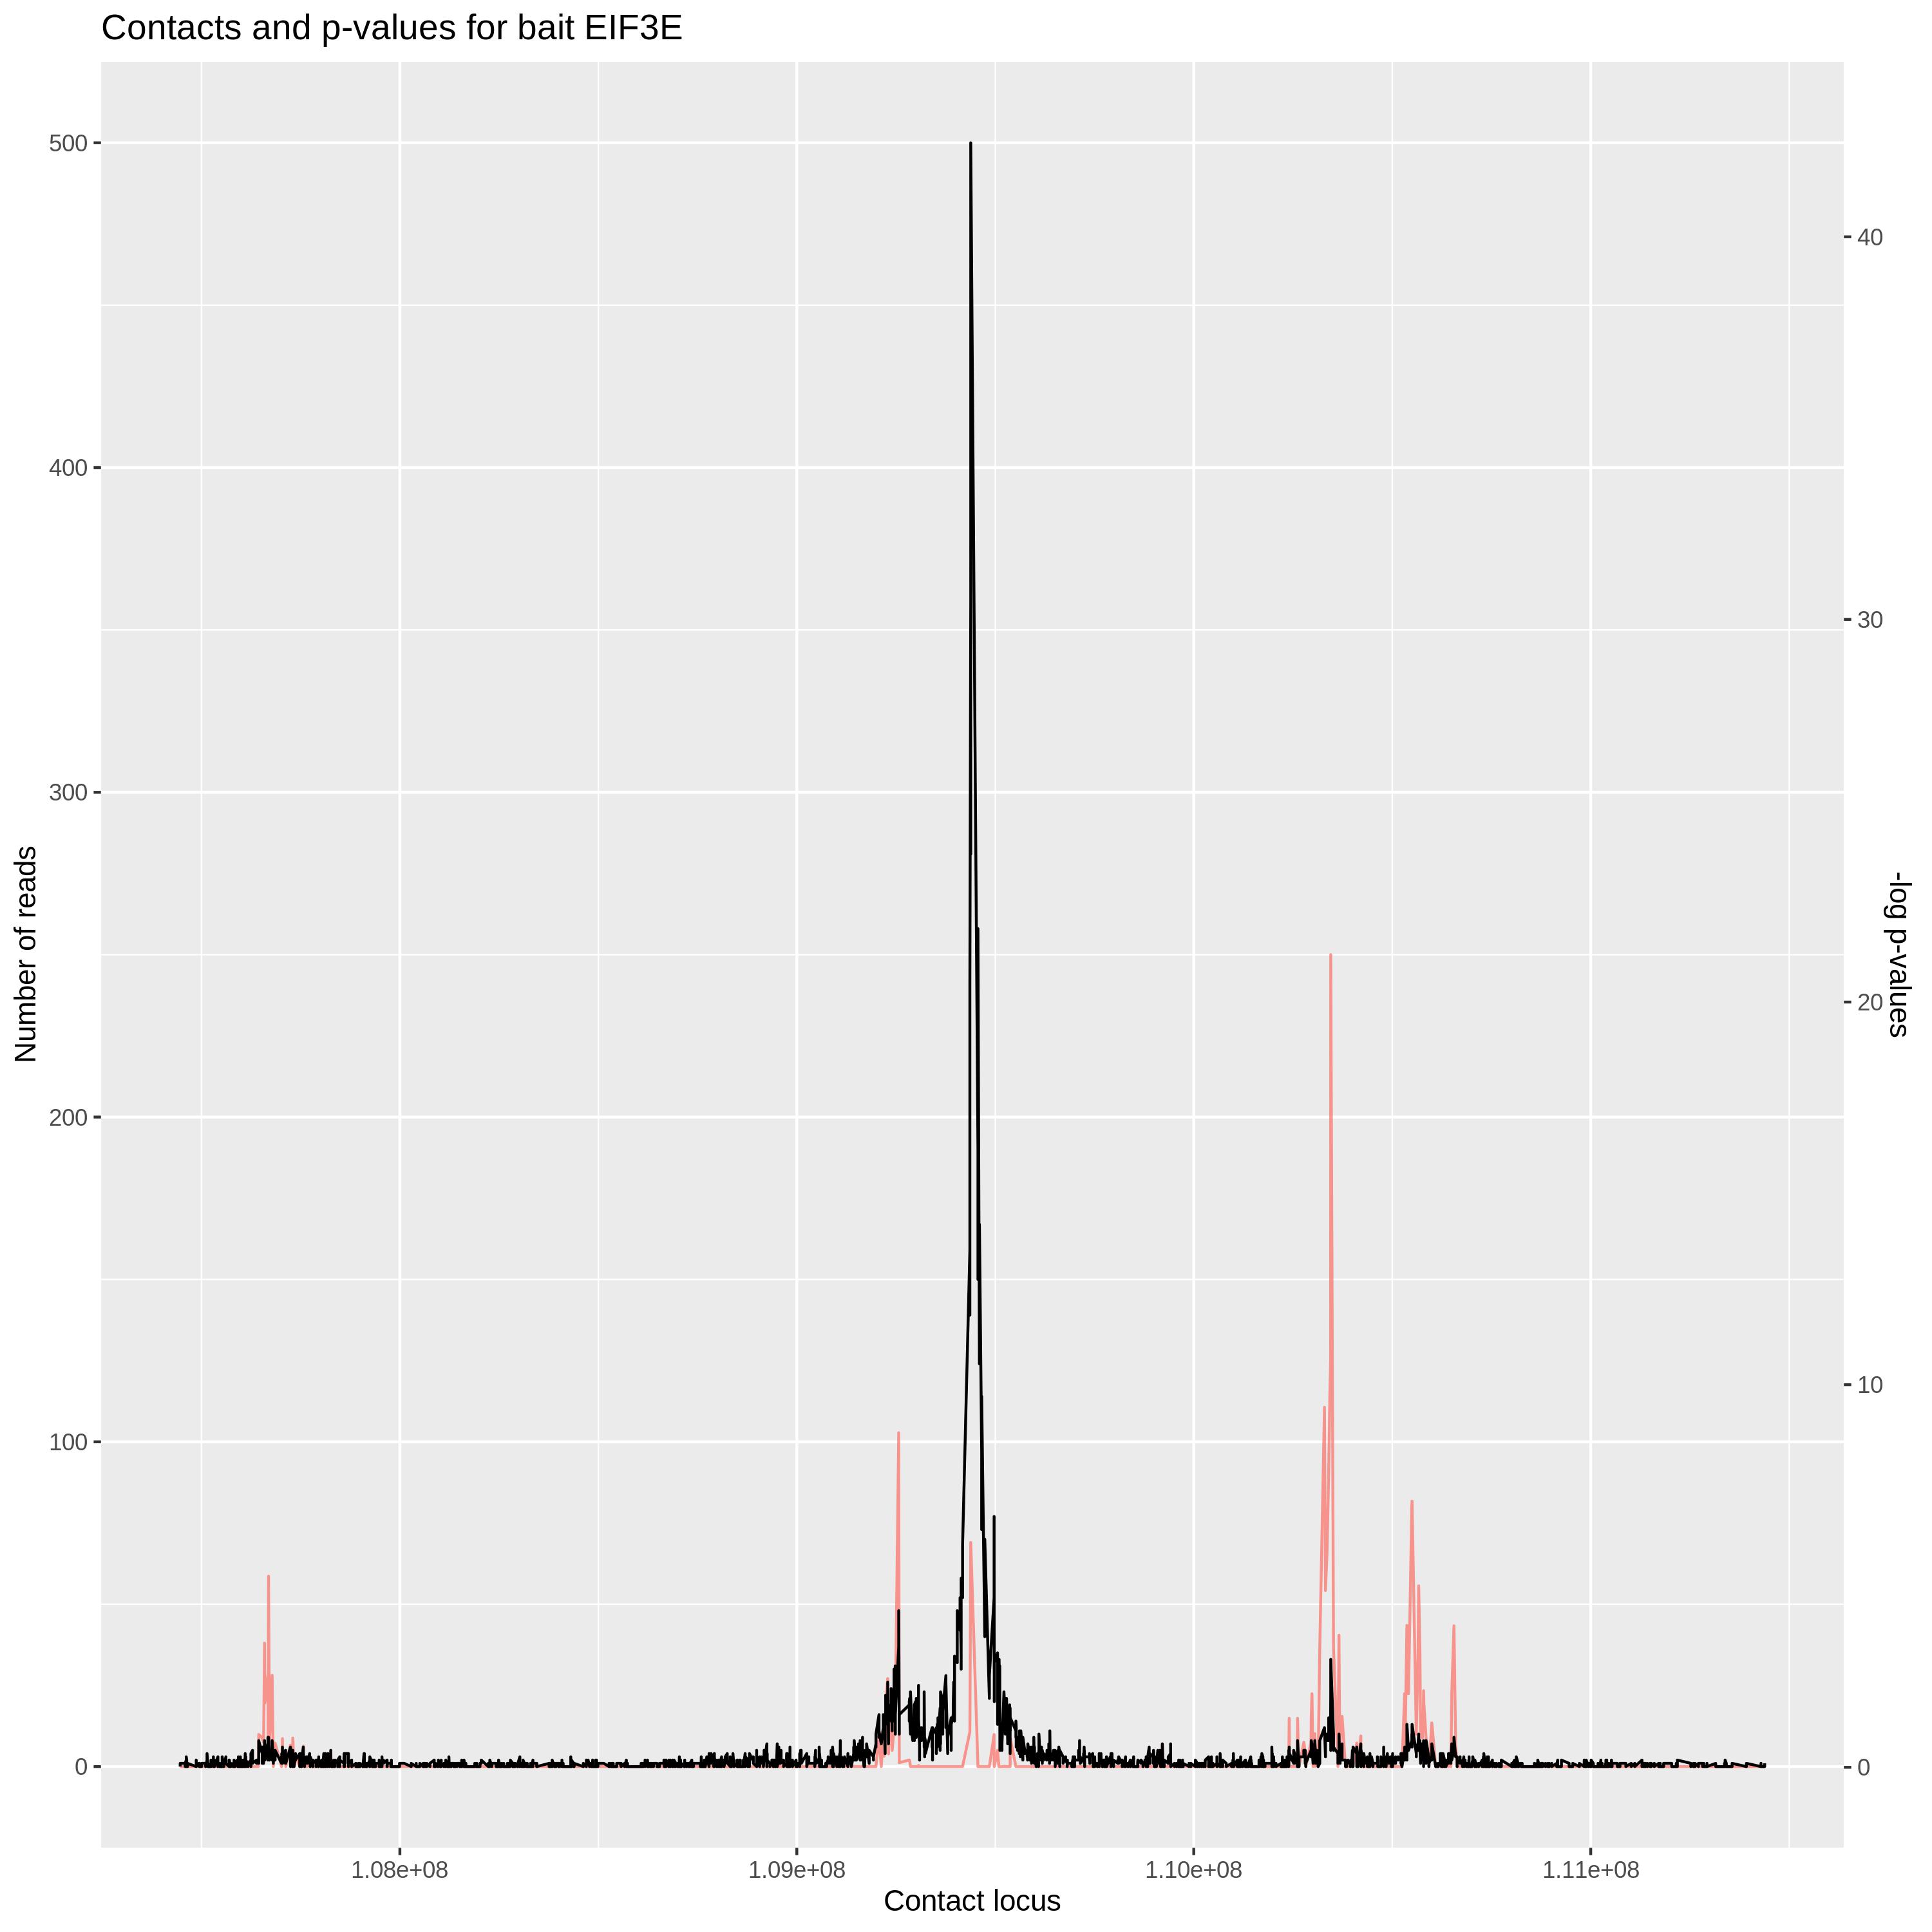 Contacts and p-values for bait EIF3E
500
400
300
200
100
0
Number of reads
40
30
20
10
0
-log p-values
1.08e+08
1.09e+08
1.10e+08
1.11e+08
Contact locus